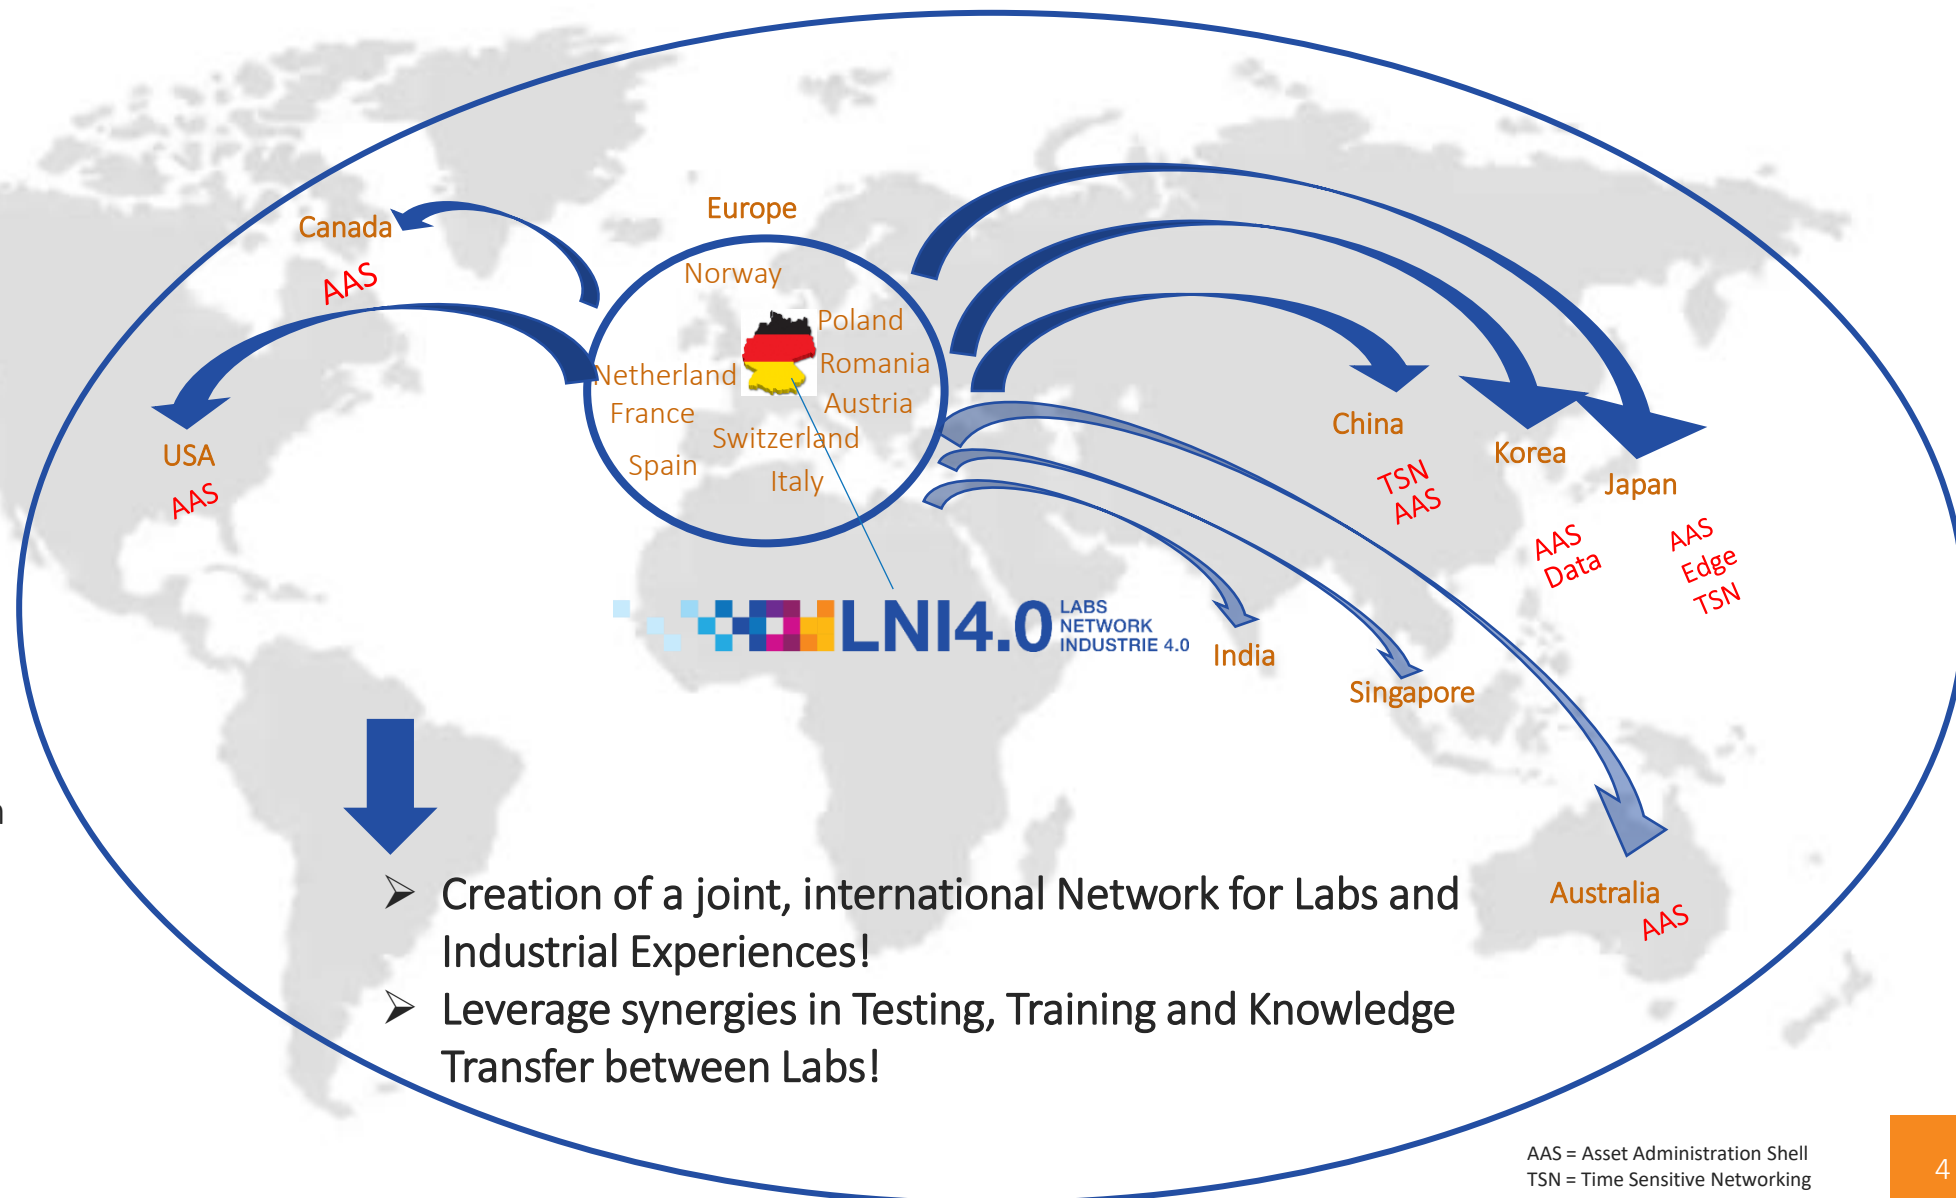 Europe
Canada
AAS
Norway
Poland
Romania
Netherland
Austria
France
Switzerland
Spain
Italy
USA
AAS
China
TSN
AAS
Korea
AAS
Data
Japan
AAS
Edge
TSN
LNI4.0
LABS
NETWORK
INDUSTRIE 4.0
India
Singapore
Australia
AAS
➢ Creation of a joint, international Network for Labs and
Industrial Experiences!
➢ Leverage synergies in Testing, Training and Knowledge
Transfer between Labs!
AAS = Asset Administration Shell
TSN = Time Sensitive Networking
4